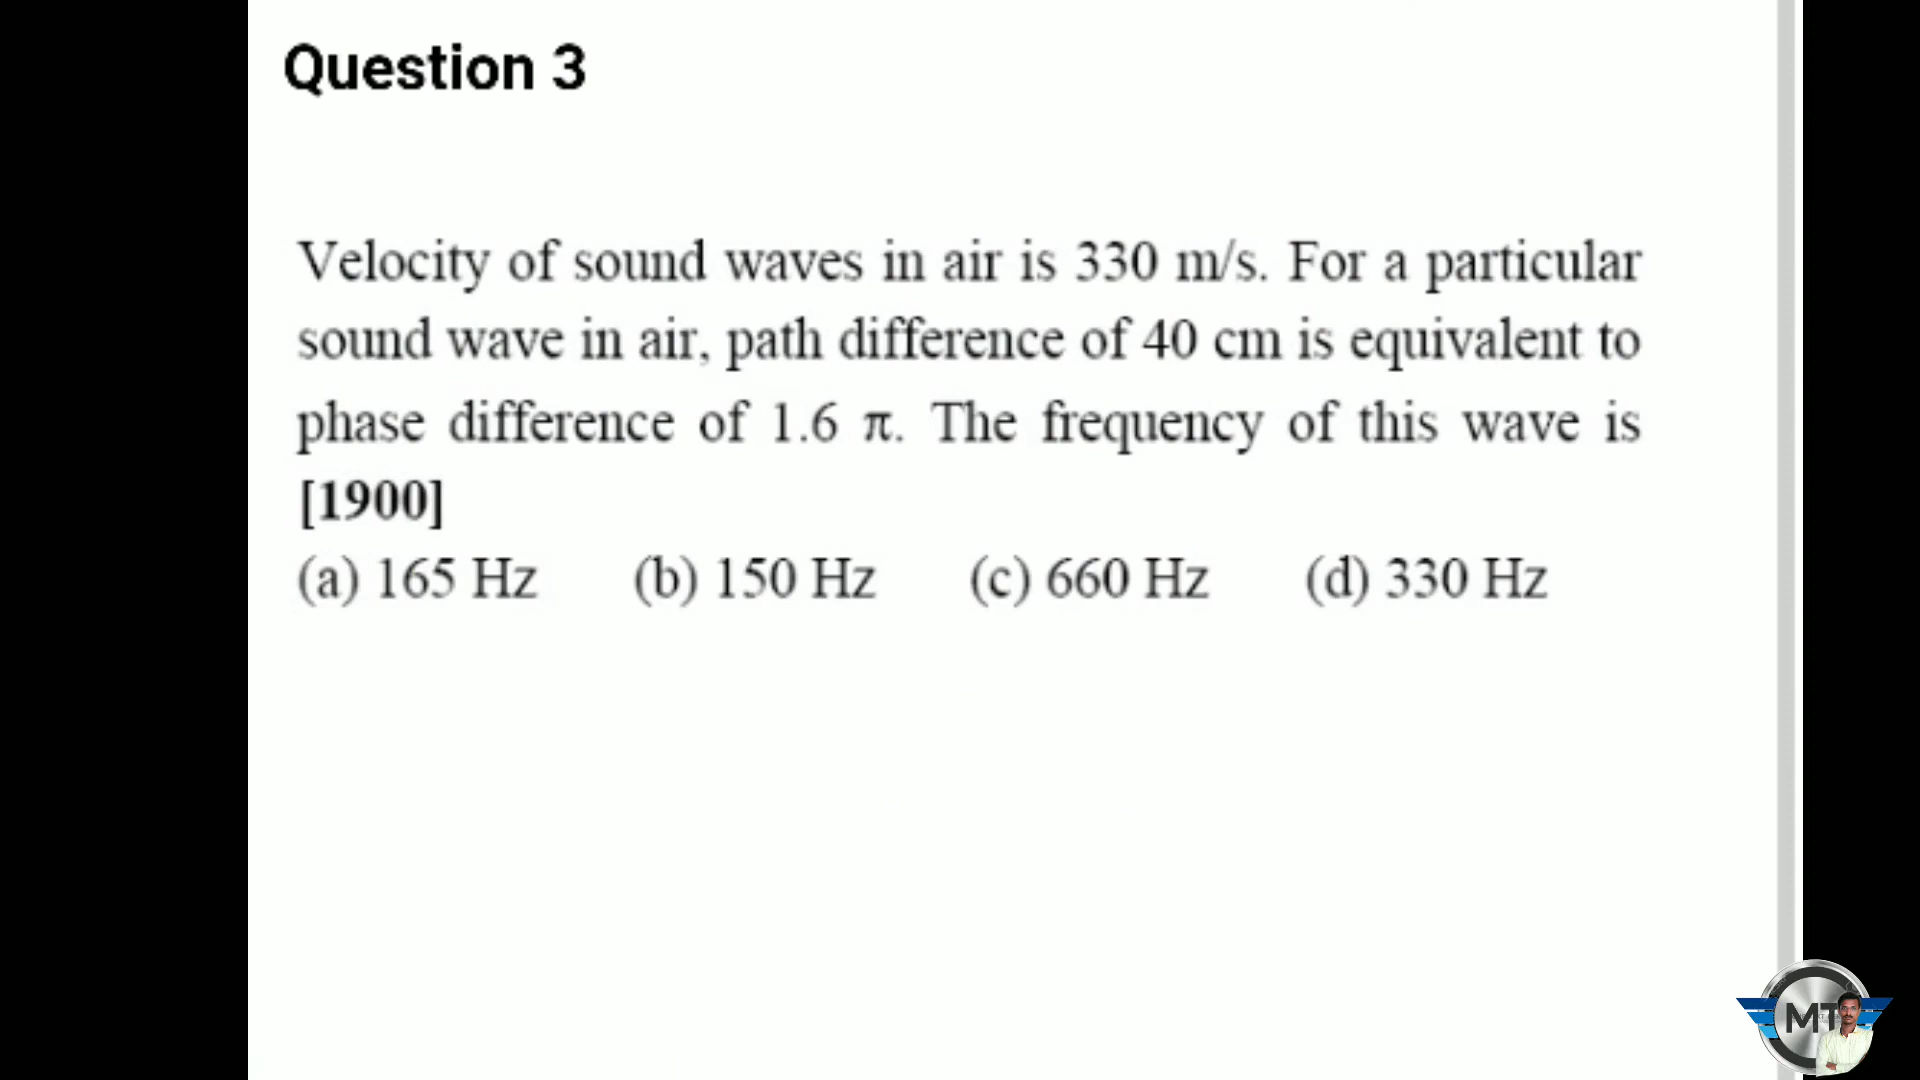 Question 3
Velocity of sound waves in air is 330 m/s. For a particular
sound wave in air, path difference of 40 cm is equivalent to
phase difference of 1.6 π. The frequency of this wave is
[1900]
(a) 165 Hz (b) 150 Hz (c) 660 Hz (d) 330 Hz
MT